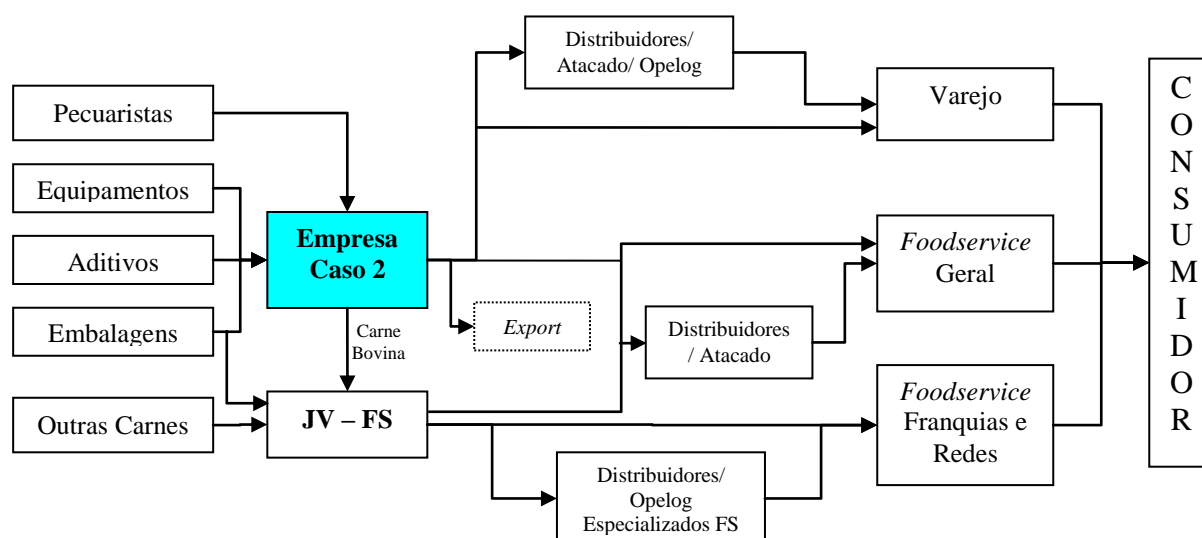 Pecuaristas
Equipamentos
Aditivos
Embalagens
Outras Carnes
Empresa
Caso 2
Carne
Bovina
JV – FS
Distribuidores/
Atacado/ Opelog
Export
Distribuidores
/ Atacado
Distribuidores/
Opelog
Especializados FS
Varejo
Foodservice
Geral
Foodservice
Franquias e
Redes
C
O
N
S
U
M
I
D
O
R